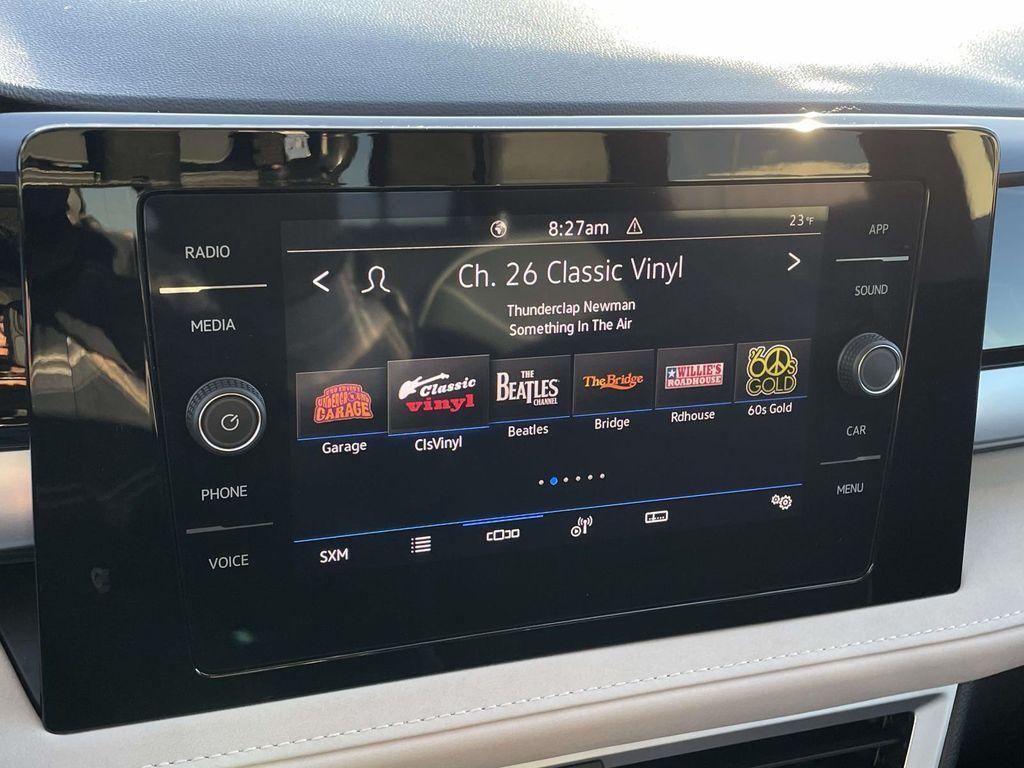 8:27am
23°F
RADIO
MEDIA
PHONE
VOICE
Ch. 26 Classic Vinyl
Thunderclap Newman
Something In The Air
UNDERGROUND
GARAGE
Classic
vinyl
THE
BEATLES
CHANNEL
The Bridge
WILLIE'S
ROADHOUSE
'60s
GOLD
Garage
ClsVinyl
Beatles
Bridge
Rdhouse
60s Gold
SXM
APP
SOUND
CAR
MENU